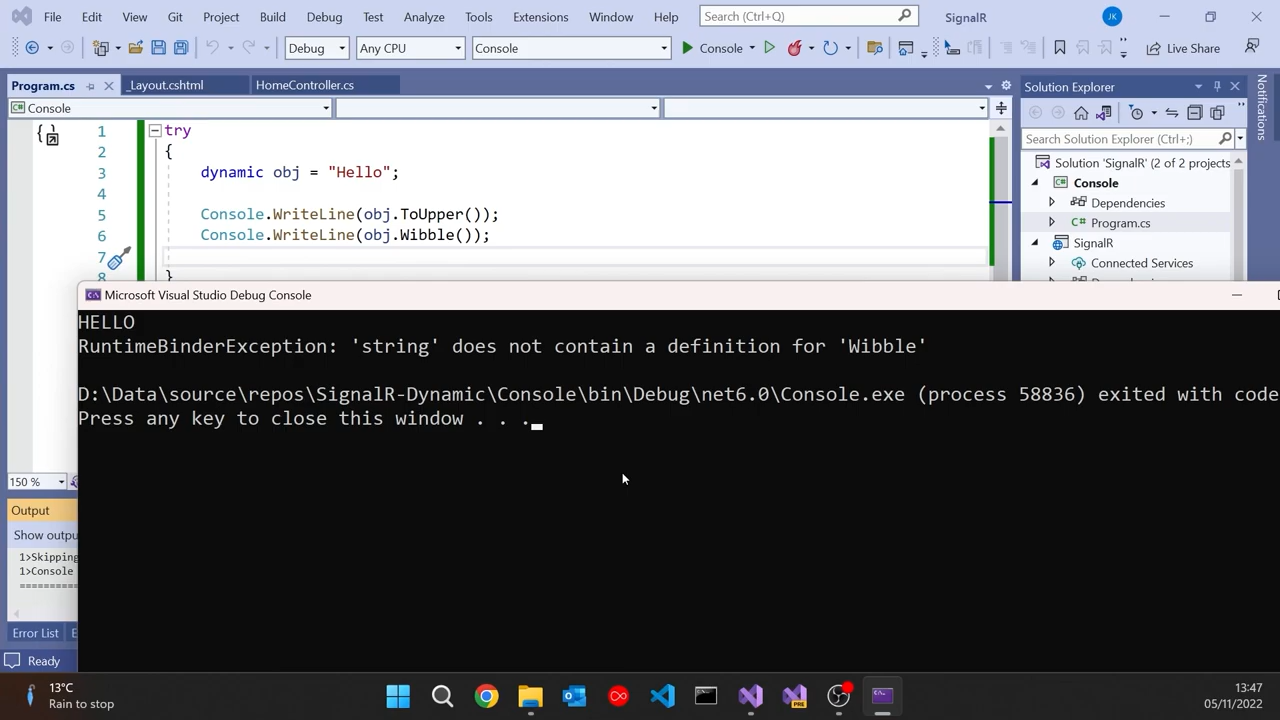 File Edit View Git Project Build Debug Test Analyze Tools Extensions Window Help Search (Ctrl+Q) SignalR JK
Debug Any CPU Console Console Live Share
Program.cs _Layout.cshtml HomeController.cs
Console
1 try
2 {
3 dynamic obj = "Hello";
4
5 Console.WriteLine(obj.ToUpper());
6 Console.WriteLine(obj.Wibble());
7
8 }
Solution Explorer
Search Solution Explorer (Ctrl+;)
Solution 'SignalR' (2 of 2 projects
Console
Dependencies
C# Program.cs
SignalR
Connected Services
Notifications
Microsoft Visual Studio Debug Console
HELLO
RuntimeBinderException: 'string' does not contain a definition for 'Wibble'
D:\Data\source\repos\SignalR-Dynamic\Console\bin\Debug\net6.0\Console.exe (process 58836) exited with code
Press any key to close this window . . .
150 %
Output
Show outpu
1>Skipping
1>Console
==========
Error List E
Ready
13°C
Rain to stop
PRE
13:47
05/11/2022